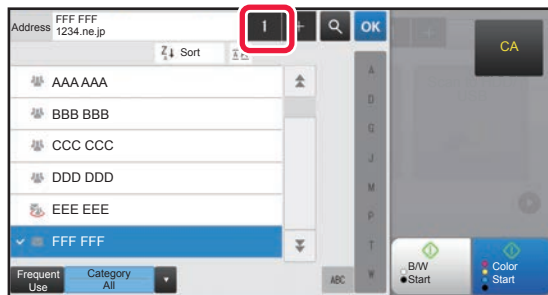 Address
FFF FFF
1234.ne.jp
1
+
OK
CA
Sort
AAA AAA
BBB BBB
CCC CCC
DDD DDD
EEE EEE
FFF FFF
A
D
G
J
M
P
T
W
ABC
Frequent
Use
Category
All
B/W
Start
Color
Start